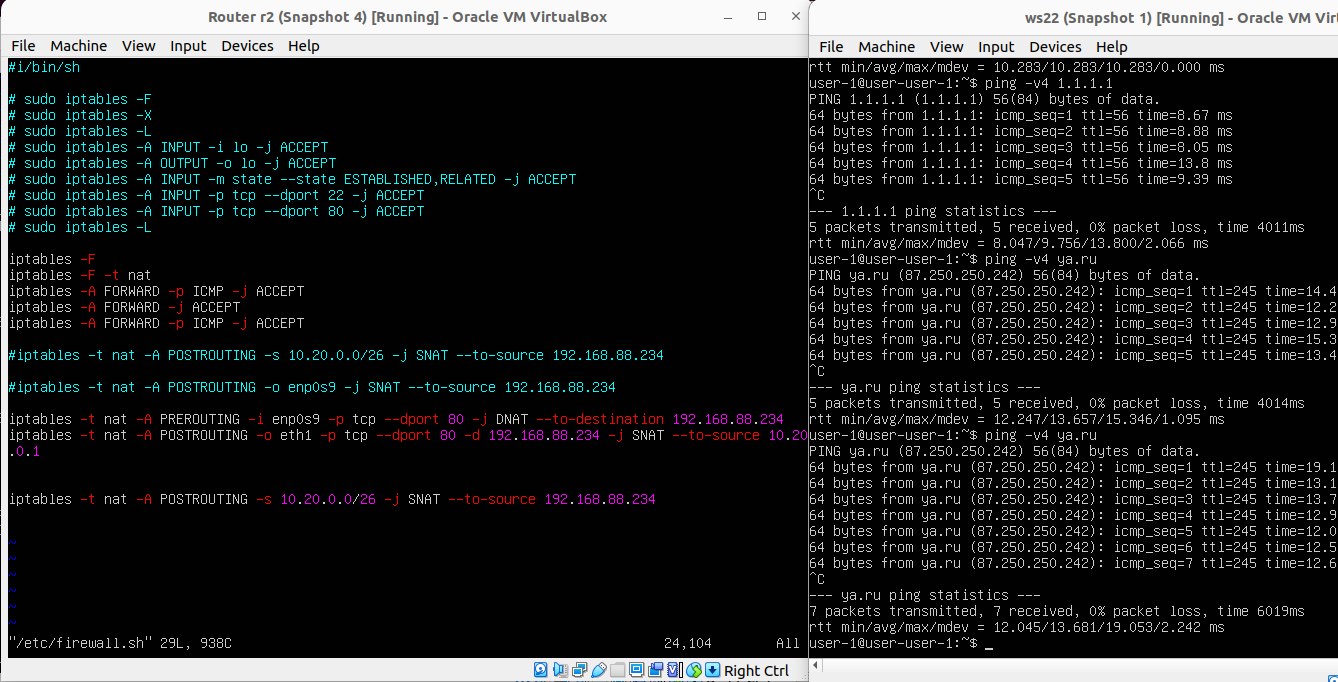 Router r2 (Snapshot 4) [Running] - Oracle VM VirtualBox
File Machine View Input Devices Help
#i/bin/sh
# sudo iptables -F
# sudo iptables -X
# sudo iptables -L
# sudo iptables -A INPUT -i lo -j ACCEPT
# sudo iptables -A OUTPUT -o lo -j ACCEPT
# sudo iptables -A INPUT -m state --state ESTABLISHED,RELATED -j ACCEPT
# sudo iptables -A INPUT -p tcp --dport 22 -j ACCEPT
# sudo iptables -A INPUT -p tcp --dport 80 -j ACCEPT
# sudo iptables -L
iptables -F
iptables -F -t nat
iptables -A FORWARD -p ICMP -j ACCEPT
iptables -A FORWARD -j ACCEPT
iptables -A FORWARD -p ICMP -j ACCEPT
#iptables -t nat -A POSTROUTING -s 10.20.0.0/26 -j SNAT --to-source 192.168.88.234
#iptables -t nat -A POSTROUTING -o enp0s9 -j SNAT --to-source 192.168.88.234
iptables -t nat -A PREROUTING -i enp0s9 -p tcp --dport 80 -j DNAT --to-destination 192.168.88.234
iptables -t nat -A POSTROUTING -o eth1 -p tcp --dport 80 -d 192.168.88.234 -j SNAT --to-source 10.20
.0.1
iptables -t nat -A POSTROUTING -s 10.20.0.0/26 -j SNAT --to-source 192.168.88.234
~
~
~
~
~
~
"/etc/firewall.sh" 29L, 938C 24,104 All
Right Ctrl
ws22 (Snapshot 1) [Running] - Oracle VM Virt
File Machine View Input Devices Help
rtt min/avg/max/mdev = 10.283/10.283/10.283/0.000 ms
user-1@user-user-1:~$ ping -v4 1.1.1.1
PING 1.1.1.1 (1.1.1.1) 56(84) bytes of data.
64 bytes from 1.1.1.1: icmp_seq=1 ttl=56 time=8.67 ms
64 bytes from 1.1.1.1: icmp_seq=2 ttl=56 time=8.88 ms
64 bytes from 1.1.1.1: icmp_seq=3 ttl=56 time=8.05 ms
64 bytes from 1.1.1.1: icmp_seq=4 ttl=56 time=13.8 ms
64 bytes from 1.1.1.1: icmp_seq=5 ttl=56 time=9.39 ms
^C
--- 1.1.1.1 ping statistics ---
5 packets transmitted, 5 received, 0% packet loss, time 4011ms
rtt min/avg/max/mdev = 8.047/9.756/13.800/2.066 ms
user-1@user-user-1:~$ ping -v4 ya.ru
PING ya.ru (87.250.250.242) 56(84) bytes of data.
64 bytes from ya.ru (87.250.250.242): icmp_seq=1 ttl=245 time=14.4
64 bytes from ya.ru (87.250.250.242): icmp_seq=2 ttl=245 time=12.2
64 bytes from ya.ru (87.250.250.242): icmp_seq=3 ttl=245 time=12.9
64 bytes from ya.ru (87.250.250.242): icmp_seq=4 ttl=245 time=15.3
64 bytes from ya.ru (87.250.250.242): icmp_seq=5 ttl=245 time=13.4
^C
--- ya.ru ping statistics ---
5 packets transmitted, 5 received, 0% packet loss, time 4014ms
rtt min/avg/max/mdev = 12.247/13.657/15.346/1.095 ms
user-1@user-user-1:~$ ping -v4 ya.ru
PING ya.ru (87.250.250.242) 56(84) bytes of data.
64 bytes from ya.ru (87.250.250.242): icmp_seq=1 ttl=245 time=19.1
64 bytes from ya.ru (87.250.250.242): icmp_seq=2 ttl=245 time=13.1
64 bytes from ya.ru (87.250.250.242): icmp_seq=3 ttl=245 time=13.7
64 bytes from ya.ru (87.250.250.242): icmp_seq=4 ttl=245 time=12.9
64 bytes from ya.ru (87.250.250.242): icmp_seq=5 ttl=245 time=12.0
64 bytes from ya.ru (87.250.250.242): icmp_seq=6 ttl=245 time=12.5
64 bytes from ya.ru (87.250.250.242): icmp_seq=7 ttl=245 time=12.6
^C
--- ya.ru ping statistics ---
7 packets transmitted, 7 received, 0% packet loss, time 6019ms
rtt min/avg/max/mdev = 12.045/13.681/19.053/2.242 ms
user-1@user-user-1:~$ _